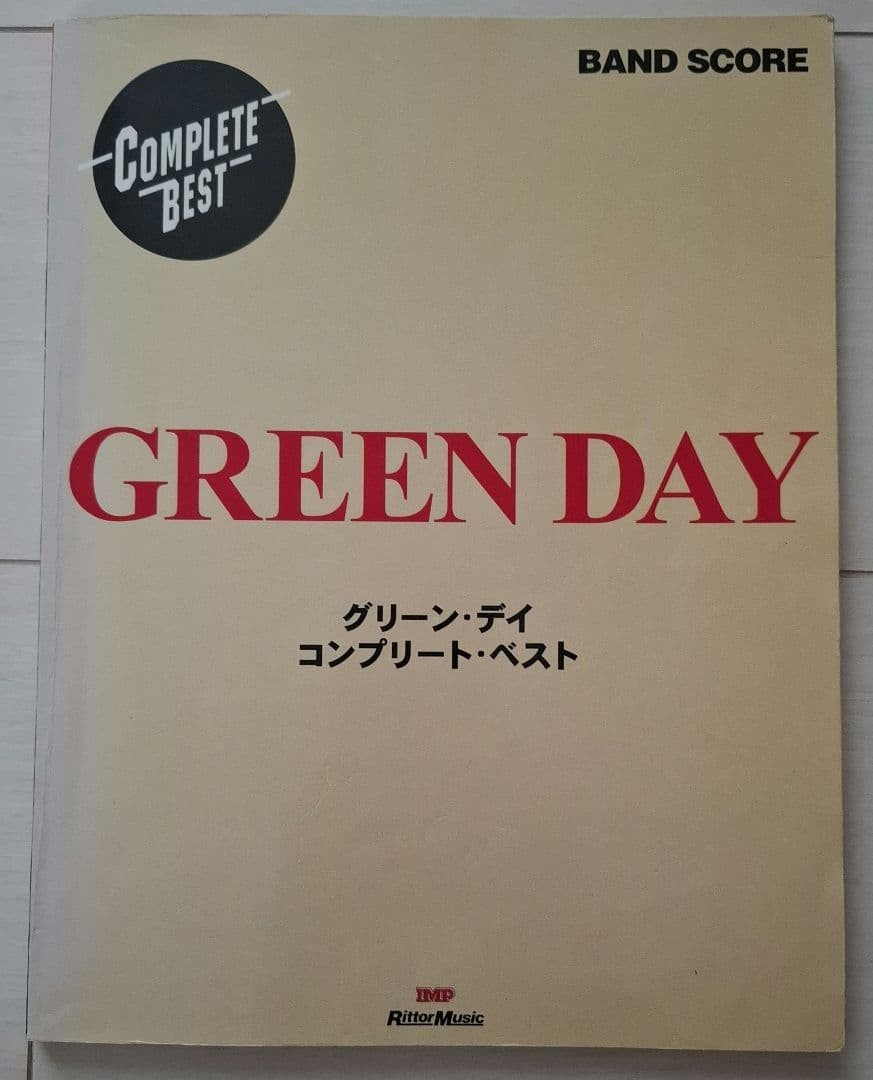 BAND SCORE
COMPLETE
BEST
GREEN DAY
グリーン・デイ
コンプリート・ベスト
IMP
RittorMusic